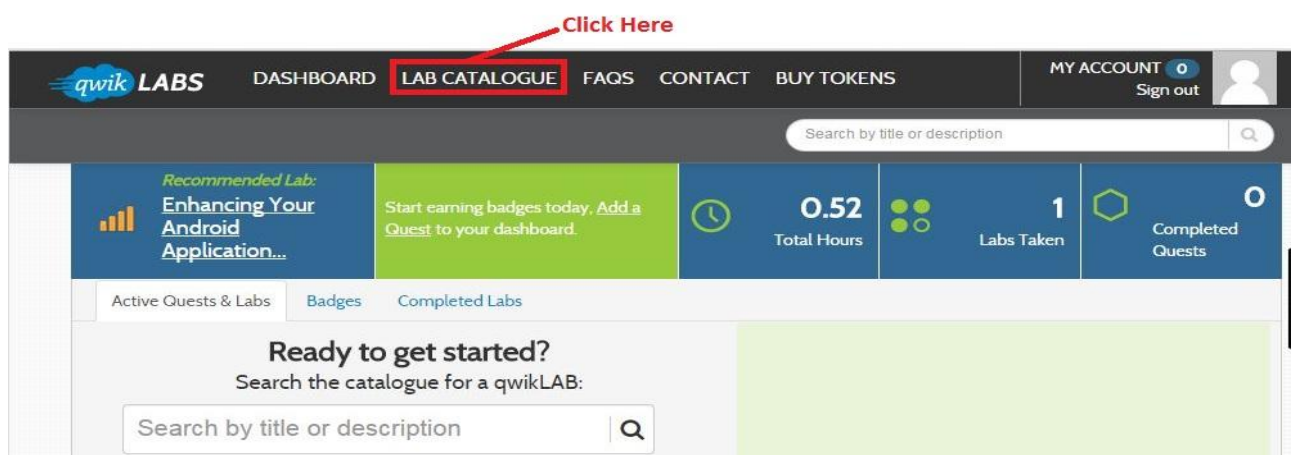 Click Here
qwik LABS DASHBOARD LAB CATALOGUE FAQS CONTACT BUY TOKENS MY ACCOUNT 0
Sign out
Search by title or description
Recommended Lab:
Enhancing Your
Android
Application...
Start earning badges today, Add a
Quest to your dashboard.
0.52
Total Hours
1
Labs Taken
0
Completed
Quests
Active Quests & Labs Badges Completed Labs
Ready to get started?
Search the catalogue for a qwikLAB:
Search by title or description